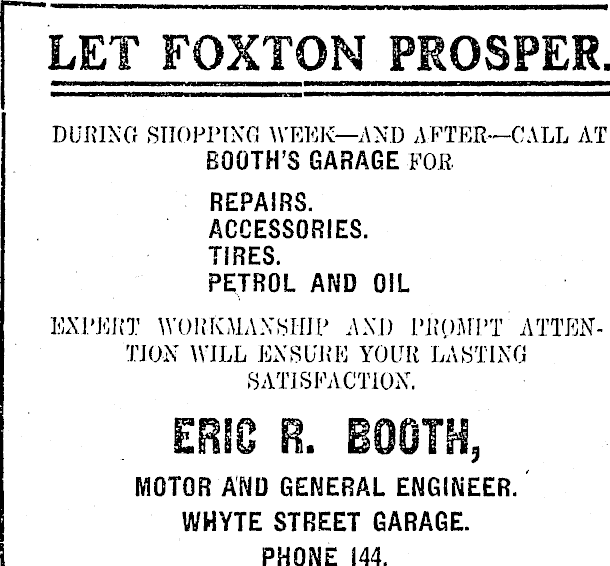 LET FOXTON PROSPER.
DURING SHOPPING WEEK—AND AFTER—CALL AT
BOOTH'S GARAGE FOR
REPAIRS.
ACCESSORIES.
TIRES.
PETROL AND OIL
EXPERT WORKMANSHIP AND PROMPT ATTEN-
TION WILL ENSURE YOUR LASTING
SATISFACTION.
ERIC R. BOOTH,
MOTOR AND GENERAL ENGINEER.
WHYTE STREET GARAGE.
PHONE 144.